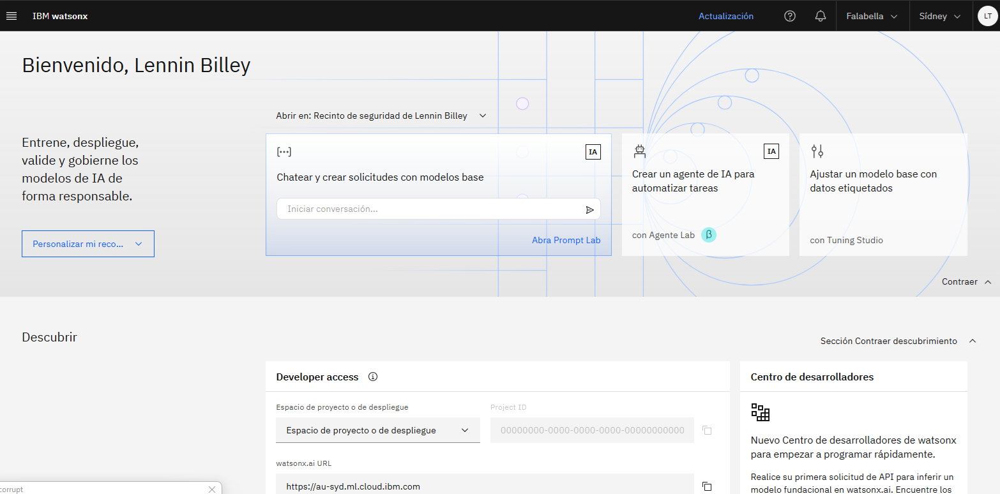 IBM watsonx
Actualización
Falabella
Sídney
LT
Bienvenido, Lennin Billey
Entrene, despliegue,
valide y gobierne los
modelos de IA de
forma responsable.
Personalizar mi reco...
Abrir en: Recinto de seguridad de Lennin Billey
[...]
IA
Chatear y crear solicitudes con modelos base
Iniciar conversación...
Abra Prompt Lab
IA
Crear un agente de IA para
automatizar tareas
con Agente Lab β
Ajustar un modelo base con
datos etiquetados
con Tuning Studio
Contraer
Descubrir
Sección Contraer descubrimiento
Developer access
Espacio de proyecto o de despliegue
Espacio de proyecto o de despliegue
Project ID
00000000-0000-0000-0000-00000000000
watsonx.ai URL
https://au-syd.ml.cloud.ibm.com
Centro de desarrolladores
Nuevo Centro de desarrolladores de watsonx
para empezar a programar rápidamente.
Realice su primera solicitud de API para inferir un
modelo fundacional en watsonx.ai. Encuentre los
corrupt